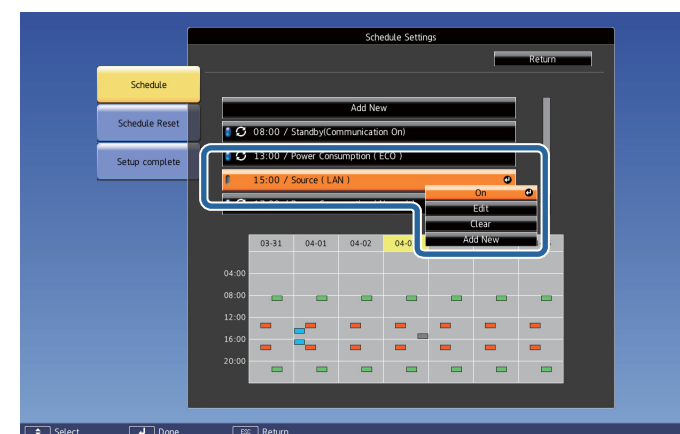 Schedule Settings
Return
Schedule
Schedule Reset
Setup complete
Add New
08:00 / Standby(Communication On)
13:00 / Power Consumption ( ECO )
15:00 / Source ( LAN )
On
Edit
Clear
Add New
03-31 04-01 04-02
04:00
08:00
12:00
16:00
20:00
Select Done ESC Return